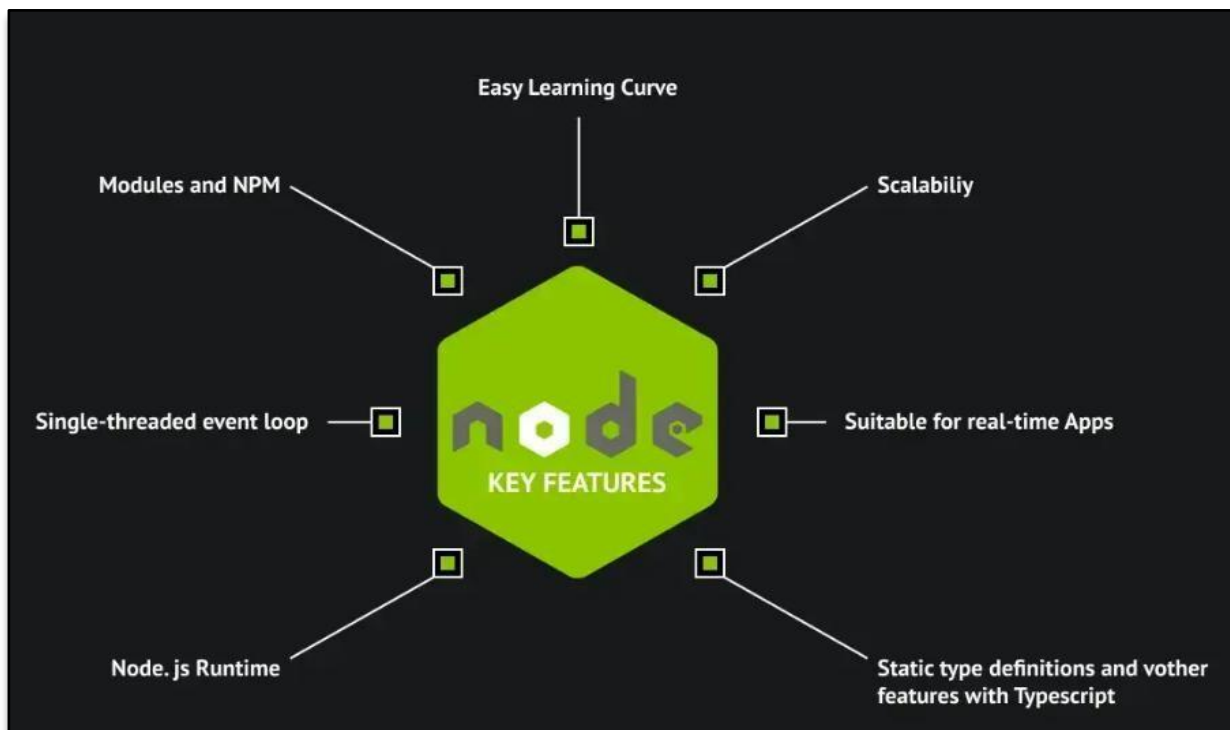 Easy Learning Curve
Modules and NPM
Scalabiliy
Single-threaded event loop
node
KEY FEATURES
Suitable for real-time Apps
Node. js Runtime
Static type definitions and vother
features with Typescript